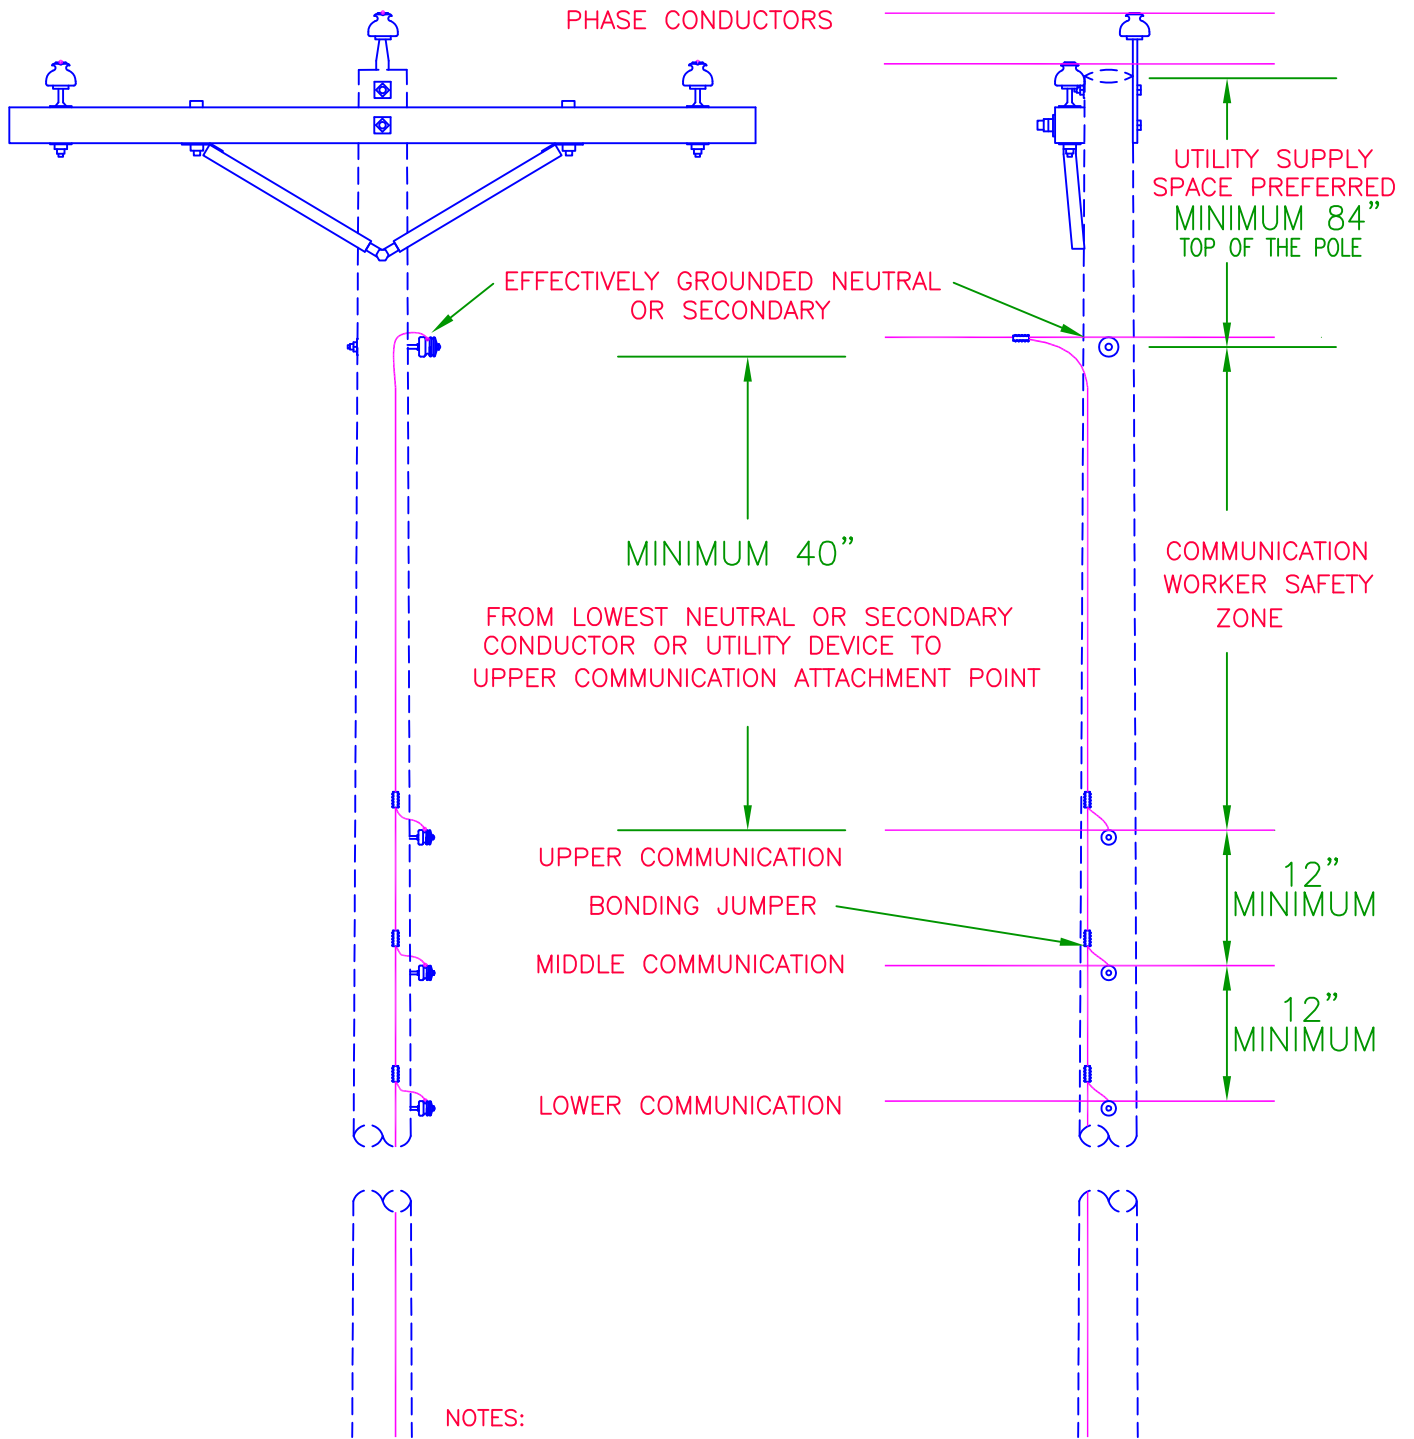 PHASE CONDUCTORS
UTILITY SUPPLY
SPACE PREFERRED
MINIMUM 84"
TOP OF THE POLE
EFFECTIVELY GROUNDED NEUTRAL
OR SECONDARY
MINIMUM 40"
FROM LOWEST NEUTRAL OR SECONDARY
CONDUCTOR OR UTILITY DEVICE TO
UPPER COMMUNICATION ATTACHMENT POINT
COMMUNICATION
WORKER SAFETY
ZONE
UPPER COMMUNICATION
12"
MINIMUM
BONDING JUMPER
MIDDLE COMMUNICATION
12"
MINIMUM
LOWER COMMUNICATION
NOTES: